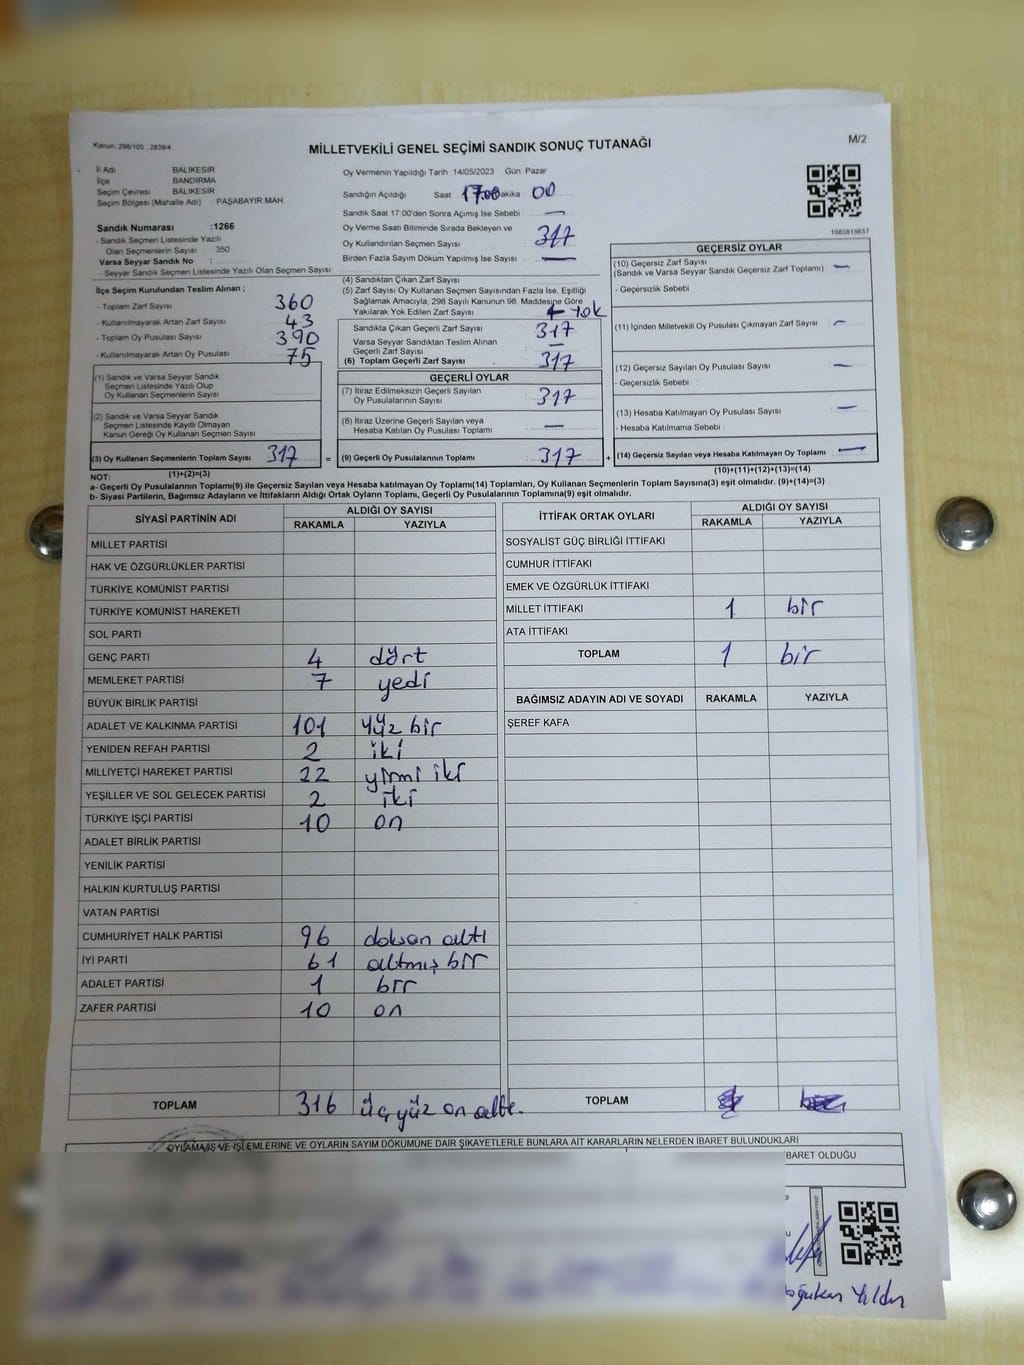 Kanun, 298/105 , 2839/4
MİLLETVEKİLİ GENEL SEÇİMİ SANDIK SONUÇ TUTANAĞI
M/2
İl Adı BALIKESİR
İlçe BANDIRMA
Seçim Çevresi BALIKESİR
Seçim Bölgesi (Mahalle Adı) PAŞABAYIR MAH.
Sandık Numarası :1266
- Sandık Seçmen Listesinde Yazılı
Olan Seçmenlerin Sayısı 350
Varsa Seyyar Sandık No :
- Seyyar Sandık Seçmen Listesinde Yazılı Olan Seçmen Sayısı
Oy Vermenin Yapıldığı Tarih 14/05/2023 Gün Pazar
Sandığın Açıldığı Saat 17.00 Dakika 00
Sandık Saat 17:00'den Sonra Açımış İse Sebebi —
Oy Verme Saati Bitiminde Sırada Bekleyen ve
Oy Kullandırılan Seçmen Sayısı 317
Birden Fazla Sayım Döküm Yapılmış İse Sayısı —
1083815637
İlçe Seçim Kurulundan Teslim Alınan ;
- Toplam Zarf Sayısı 360
- Kullanılmayarak Artan Zarf Sayısı 43
- Toplam Oy Pusulası Sayısı 390
- Kullanılmayarak Artan Oy Pusulası 75
(1) Sandık ve Varsa Seyyar Sandık
Seçmen Listesinde Yazılı Olup
Oy Kullanan Seçmenlerin Sayısı
(2) Sandık ve Varsa Seyyar Sandık
Seçmen Listesinde Kayıtlı Olmayan
Kanun Gereği Oy Kullanan Seçmen Sayısı
(3) Oy Kullanan Seçmenlerin Toplam Sayısı 317
(1)+(2)=(3)
(4) Sandıktan Çıkan Zarf Sayısı
(5) Zarf Sayısı Oy Kullanan Seçmen Sayısından Fazla İse, Eşitliği
Sağlamak Amacıyla, 298 Sayılı Kanunun 98. Maddesine Göre
Yakılarak Yok Edilen Zarf Sayısı Yok
Sandıkta Çıkan Geçerli Zarf Sayısı 317
Varsa Seyyar Sandıktan Teslim Alınan
Geçerli Zarf Sayısı —
(6) Toplam Geçerli Zarf Sayısı 317
GEÇERLİ OYLAR
(7) İtiraz Edilmeksizin Geçerli Sayılan
Oy Pusulalarının Sayısı 317
(8) İtiraz Üzerine Geçerli Sayılan veya
Hesaba Katılan Oy Pusulası Toplamı —
= (9) Geçerli Oy Pusulalarının Toplamı 317 +
GEÇERSİZ OYLAR
(10) Geçersiz Zarf Sayısı —
(Sandık ve Varsa Seyyar Sandık Geçersiz Zarf Toplamı)
- Geçersizlik Sebebi :
(11) İçinden Milletvekili Oy Pusulası Çıkmayan Zarf Sayısı —
(12) Geçersiz Sayılan Oy Pusulası Sayısı —
- Geçersizlik Sebebi :
(13) Hesaba Katılmayan Oy Pusulası Sayısı —
- Hesaba Katılmama Sebebi :
(14) Geçersiz Sayılan veya Hesaba Katılmayan Oy Toplamı —
(10)+(11)+(12)+(13)=(14)
NOT:
a- Geçerli Oy Pusulalarının Toplamı(9) ile Geçersiz Sayılan veya Hesaba Katılmayan Oy Toplamı(14) Toplamları, Oy Kullanan Seçmenlerin Toplam Sayısına(3) eşit olmalıdır. (9)+(14)=(3)
b- Siyasi Partilerin, Bağımsız Adayların ve İttifakların Aldığı Ortak Oyların Toplamı, Geçerli Oy Pusulalarının Toplamına(9) eşit olmalıdır.
SİYASİ PARTİNİN ADI ALDIĞI OY SAYISI
RAKAMLA YAZIYLA
MİLLET PARTİSİ
HAK VE ÖZGÜRLÜKLER PARTİSİ
TÜRKİYE KOMÜNİST PARTİSİ
TÜRKİYE KOMÜNİST HAREKETİ
SOL PARTİ
GENÇ PARTİ 4 dört
MEMLEKET PARTİSİ 7 yedi
BÜYÜK BİRLİK PARTİSİ
ADALET VE KALKINMA PARTİSİ 101 yüz bir
YENİDEN REFAH PARTİSİ 2 iki
MİLLİYETÇİ HAREKET PARTİSİ 22 yirmi iki
YEŞİLLER VE SOL GELECEK PARTİSİ 2 iki
TÜRKİYE İŞÇİ PARTİSİ 10 on
ADALET BİRLİK PARTİSİ
YENİLİK PARTİSİ
HALKIN KURTULUŞ PARTİSİ
VATAN PARTİSİ
CUMHURİYET HALK PARTİSİ 96 doksan altı
İYİ PARTİ 61 altmış bir
ADALET PARTİSİ 1 bir
ZAFER PARTİSİ 10 on
TOPLAM 316 üç yüz on altı.
İTTİFAK ORTAK OYLARI ALDIĞI OY SAYISI
RAKAMLA YAZIYLA
SOSYALİST GÜÇ BİRLİĞİ İTTİFAKI
CUMHUR İTTİFAKI
EMEK VE ÖZGÜRLÜK İTTİFAKI
MİLLET İTTİFAKI 1 bir
ATA İTTİFAKI
TOPLAM 1 bir
BAĞIMSIZ ADAYIN ADI VE SOYADI RAKAMLA YAZIYLA
ŞEREF KAFA
TOPLAM
OYLAMA İŞ VE İŞLEMLERİNE VE OYLARIN SAYIM DÖKÜMÜNE DAİR ŞİKAYETLERLE BUNLARA AİT KARARLARIN NELERDEN İBARET BULUNDUKLARI
İBARET OLDUĞU